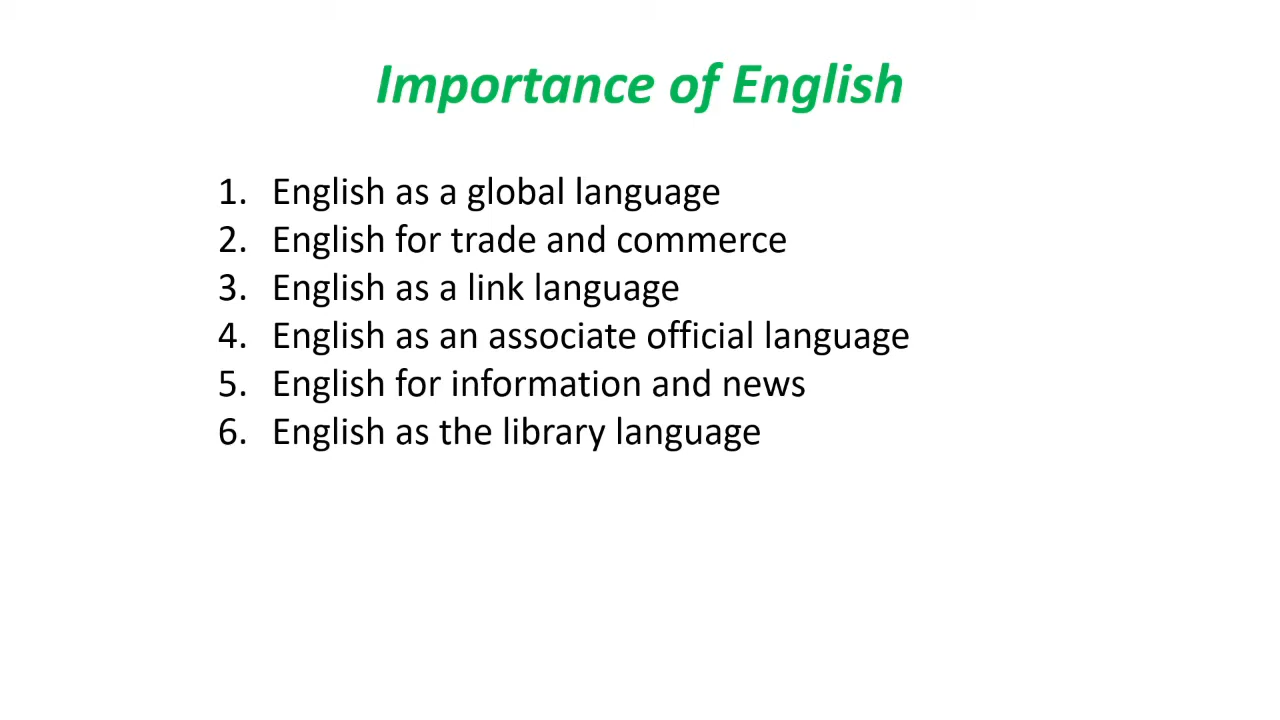 Importance of English
1. English as a global language
2. English for trade and commerce
3. English as a link language
4. English as an associate official language
5. English for information and news
6. English as the library language